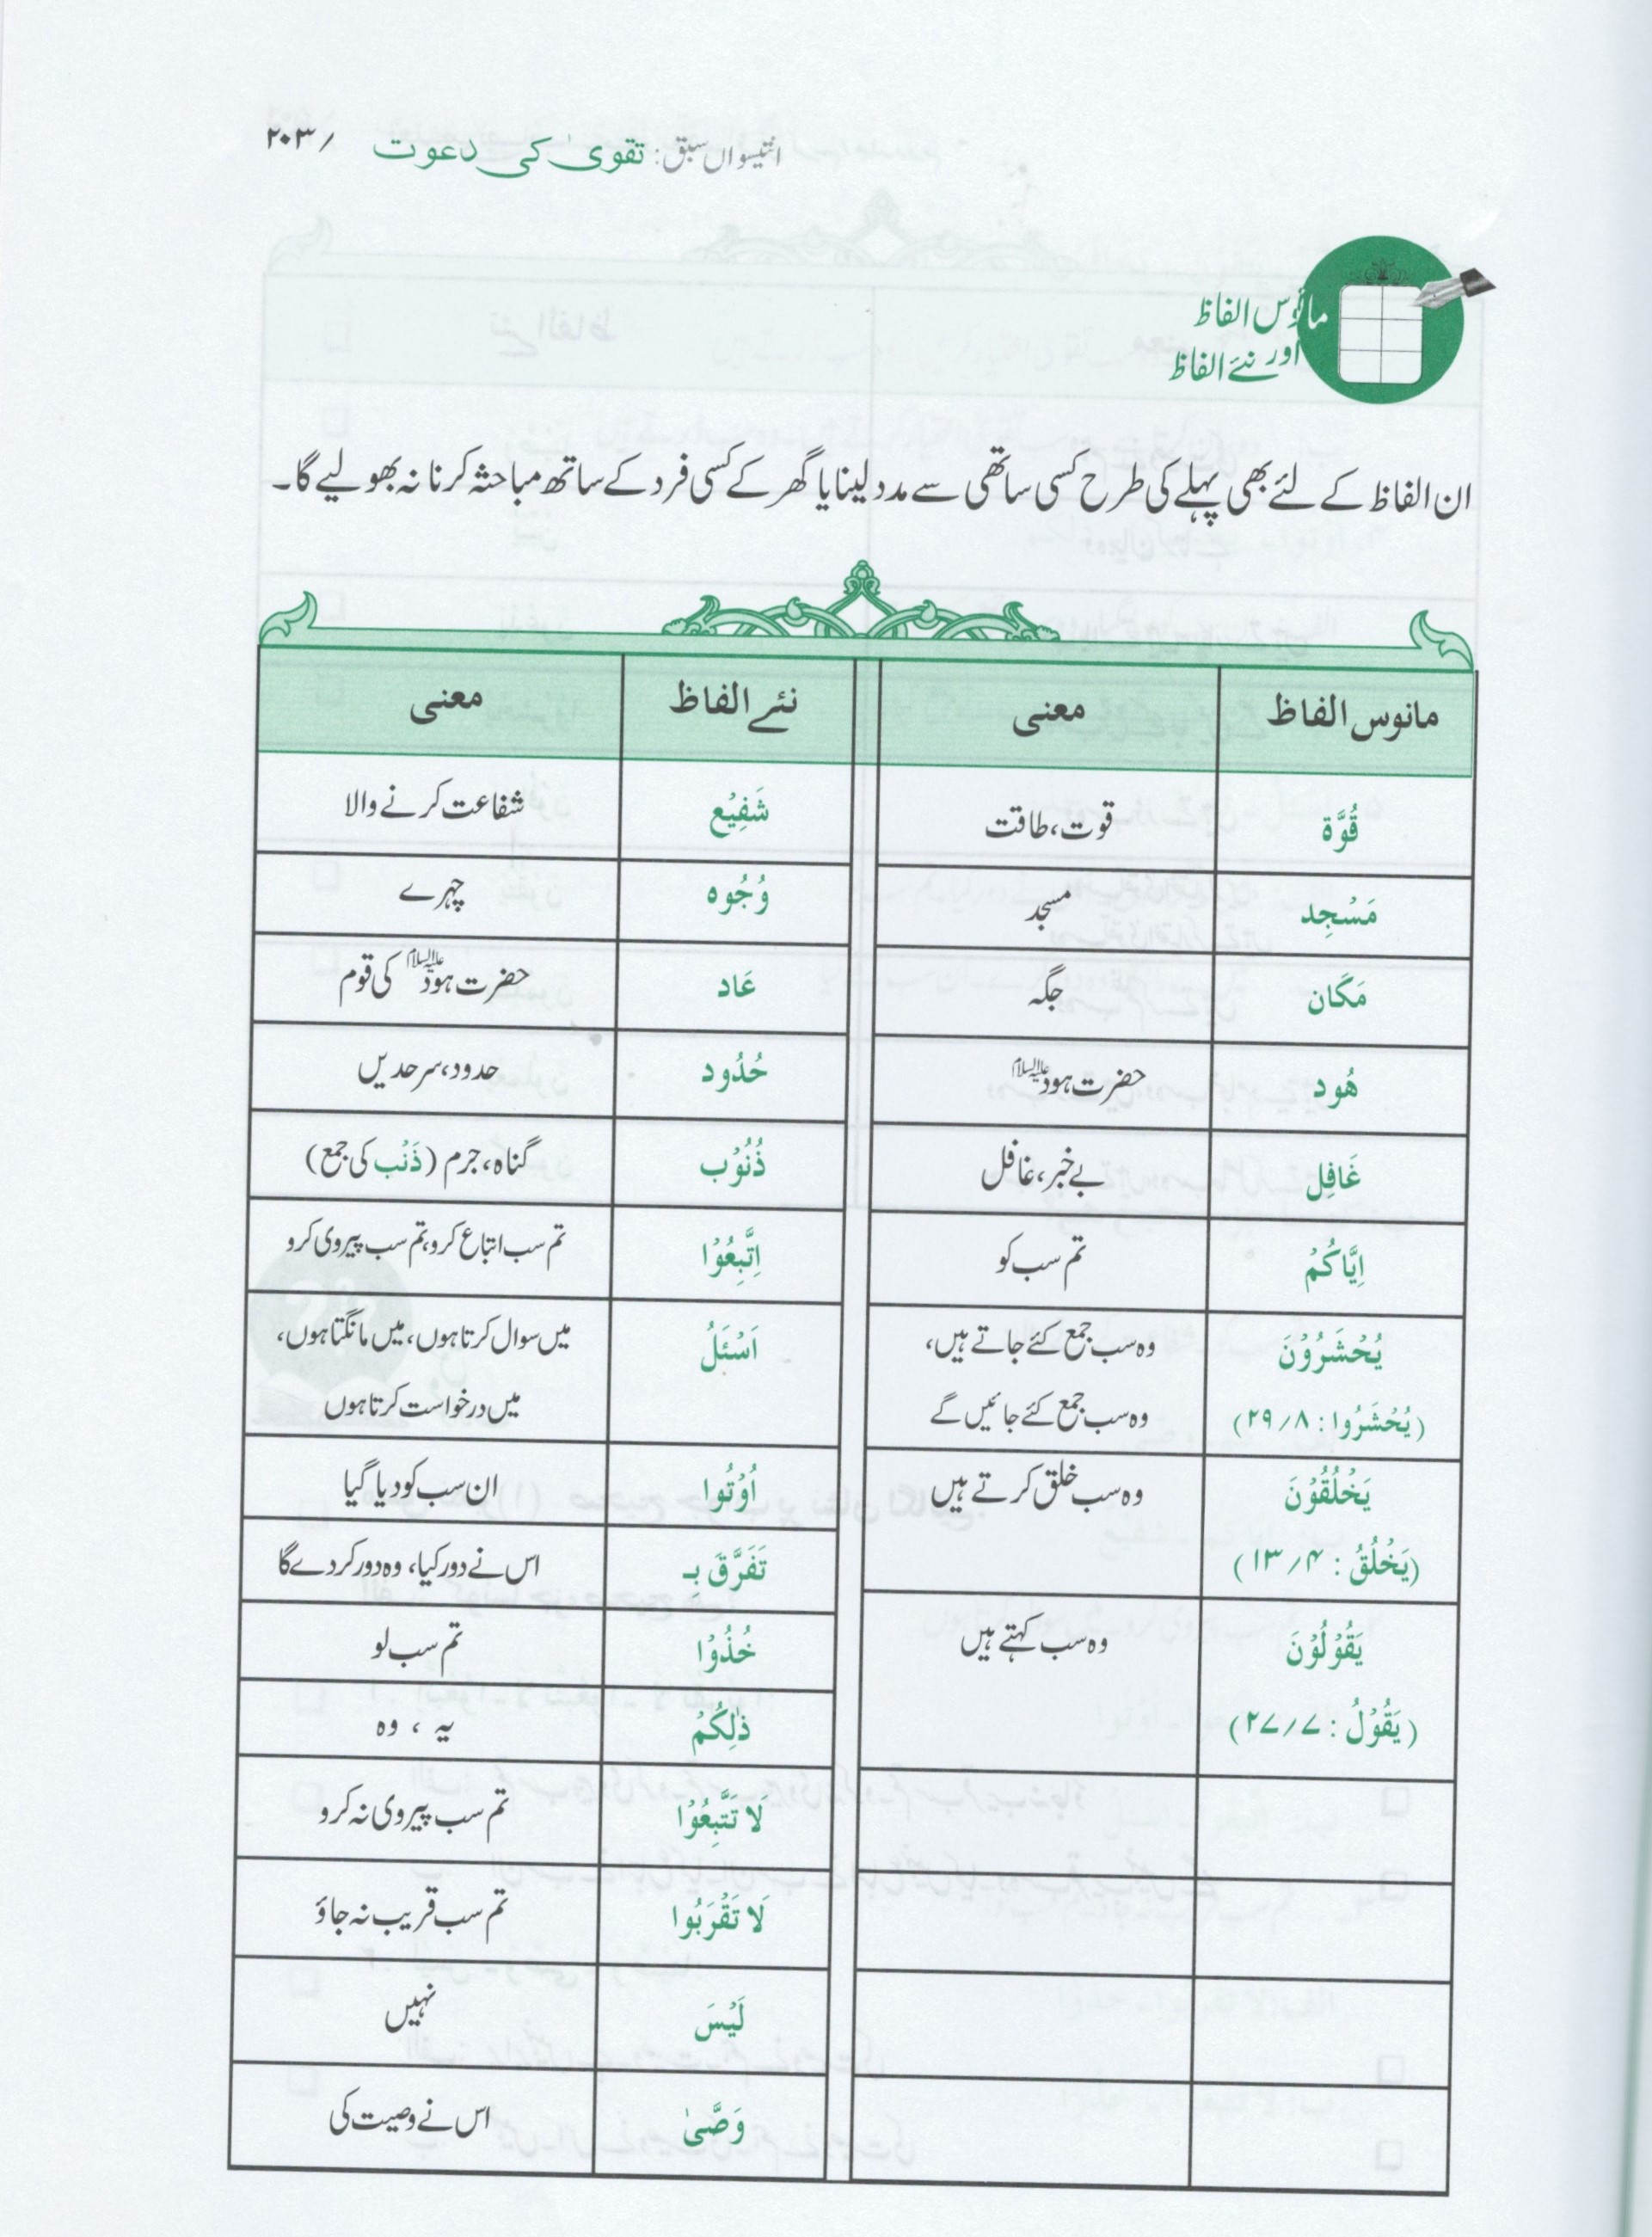 انتیسواں سبق: تقویٰ کی دعوت / ۲۰۳
مانوس الفاظ
اور نئے الفاظ
ان الفاظ کے لئے بھی پہلے کی طرح کسی ساتھی سے مدد لینا یا گھر کے کسی فرد کے ساتھ مباحثہ کرنا نہ بھولیے گا۔
مانوس الفاظ معنی نئے الفاظ معنی
قُوَّة قوت، طاقت شَفِيْع شفاعت کرنے والا
مَسْجِد مسجد وُجُوه چہرے
مَكَان جگہ عَاد حضرت ہود علیہ السلام کی قوم
هُود حضرت ہود علیہ السلام حُدُود حدود، سرحدیں
غَافِل بے خبر، غافل ذُنُوْب گناہ، جرم (ذَنْب کی جمع)
اِيَّاكُمْ تم سب کو اِتَّبِعُوْا تم سب اتباع کرو، تم سب پیروی کرو
يُحْشَرُوْنَ وہ سب جمع کئے جاتے ہیں، اَسْئَلُ میں سوال کرتا ہوں، میں مانگتا ہوں،
(يُحْشَرُوا : ۲۹/۸) وہ سب جمع کئے جائیں گے میں درخواست کرتا ہوں
يَخْلُقُوْنَ وہ سب خلق کرتے ہیں اُوْتُوا ان سب کو دیا گیا
(يَخْلُقُ : ۱۳/۴) تَفَرَّقَ بِـ اس نے دور کیا، وہ دور کر دے گا
يَقُوْلُوْنَ وہ سب کہتے ہیں خُذُوْا تم سب لو
(يَقُوْلُ : ۲۷/۷) ذٰلِكُمْ یہ ، وہ
لَا تَتَّبِعُوْا تم سب پیروی نہ کرو
لَا تَقْرَبُوا تم سب قریب نہ جاؤ
لَيْسَ نہیں
وَصَّىٰ اس نے وصیت کی